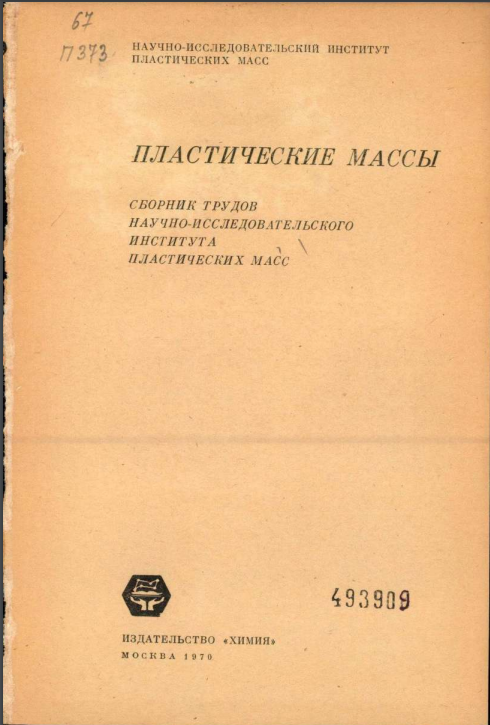 67
П373
НАУЧНО-ИССЛЕДОВАТЕЛЬСКИЙ ИНСТИТУТ
ПЛАСТИЧЕСКИХ МАСС
ПЛАСТИЧЕСКИЕ МАССЫ
СБОРНИК ТРУДОВ
НАУЧНО-ИССЛЕДОВАТЕЛЬСКОГО
ИНСТИТУТА
ПЛАСТИЧЕСКИХ МАСС
493909
ИЗДАТЕЛЬСТВО «ХИМИЯ»
МОСКВА 1970